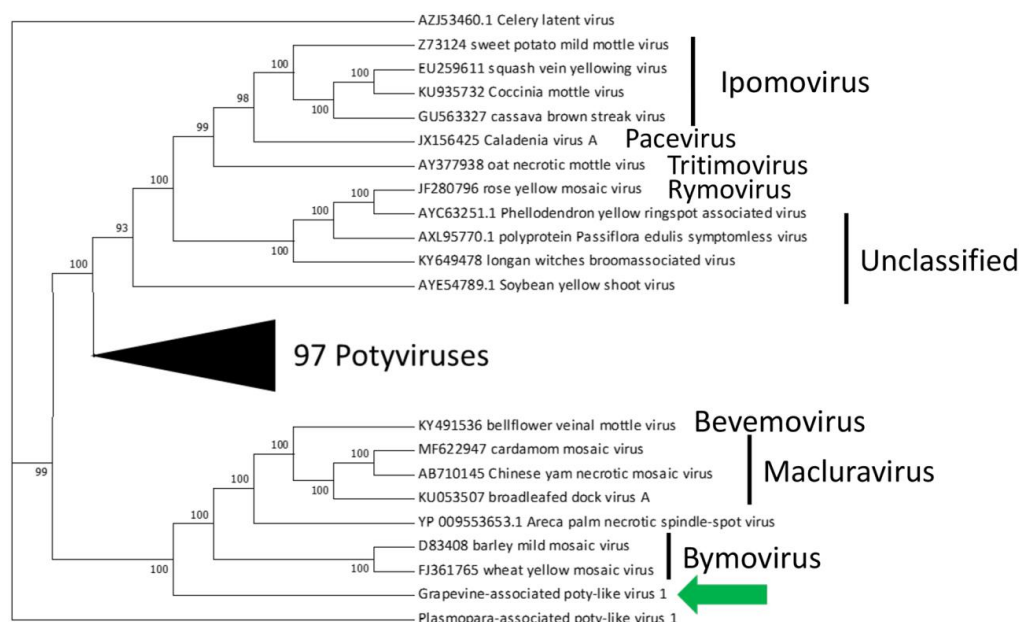 AZJ53460.1 Celery latent virus
Z73124 sweet potato mild mottle virus
100
EU259611 squash vein yellowing virus
100
Ipomovirus
KU935732 Coccinia mottle virus
98
100
GU563327 cassava brown streak virus
99
JX156425 Caladenia virus A Pacevirus
AY377938 oat necrotic mottle virus Tritimovirus
100
JF280796 rose yellow mosaic virus Rymovirus
100
100
AYC63251.1 Phellodendron yellow ringspot associated virus
93
AXL95770.1 polyprotein Passiflora edulis symptomless virus
100
KY649478 longan witches broomassociated virus
Unclassified
100
AYE54789.1 Soybean yellow shoot virus
97 Potyviruses
KY491536 bellflower veinal mottle virus Bevemovirus
100
MF622947 cardamom mosaic virus
100
AB710145 Chinese yam necrotic mosaic virus
Macluravirus
99
100
100
KU053507 broadleafed dock virus A
100
YP 009553653.1 Areca palm necrotic spindle-spot virus
D83408 barley mild mosaic virus
Bymovirus
100
100
FJ361765 wheat yellow mosaic virus
Grapevine-associated poty-like virus 1
Plasmopara-associated poty-like virus 1